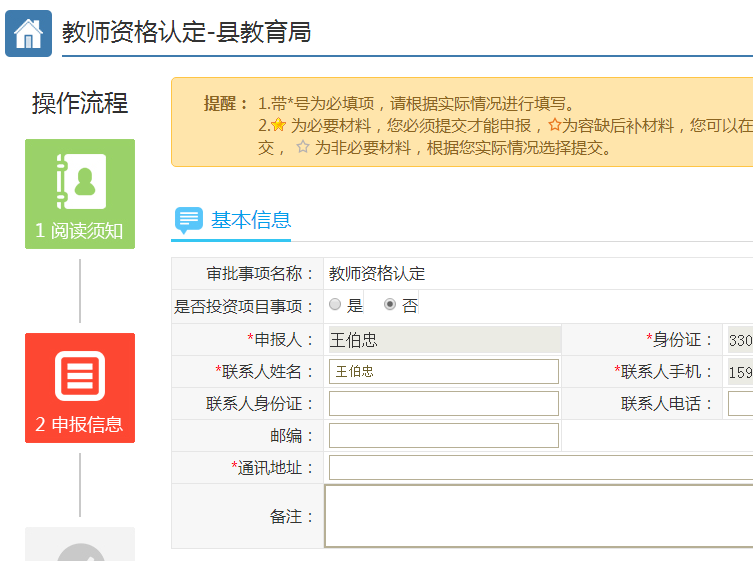 教师资格认定-县教育局
操作流程
1 阅读须知
2 申报信息
提醒： 1.带*号为必填项，请根据实际情况进行填写。
2. 为必要材料，您必须提交才能申报， 为容缺后补材料，您可以在
交， 为非必要材料，根据您实际情况选择提交。
基本信息
审批事项名称： 教师资格认定
是否投资项目事项： 是 否
*申报人： 王伯忠 *身份证： 330
*联系人姓名： 王伯忠 *联系人手机： 159
联系人身份证： 联系人电话：
邮编：
*通讯地址：
备注：